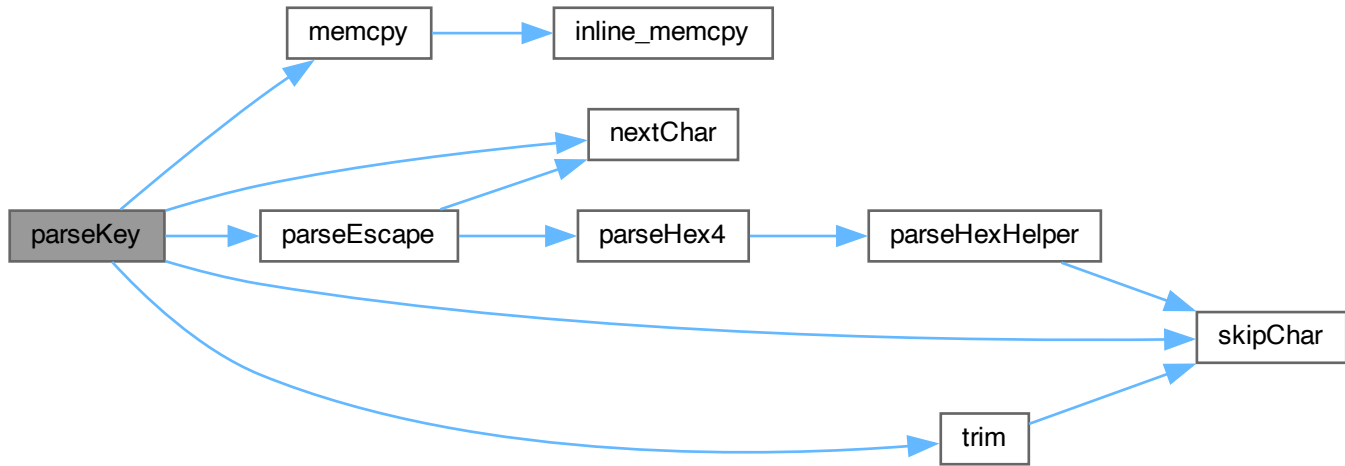 memcpy
inline_memcpy
nextChar
parseKey
parseEscape
parseHex4
parseHexHelper
skipChar
trim